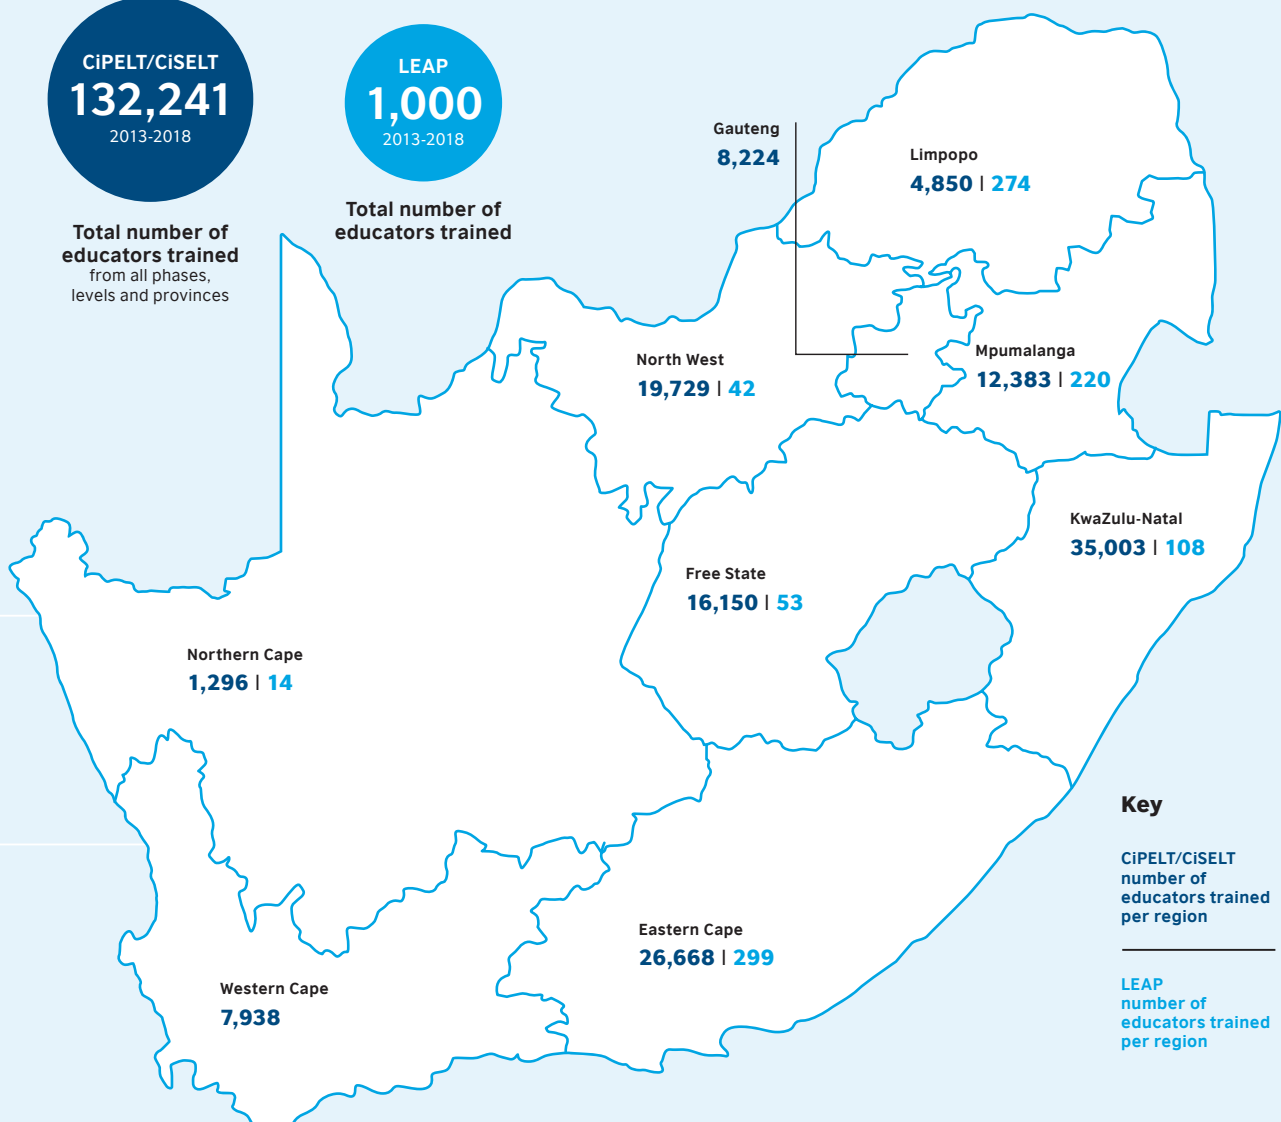 CiPELT/CiSELT
132,241
2013-2018
Total number of
educators trained
from all phases,
levels and provinces
LEAP
1,000
2013-2018
Total number of
educators trained
Gauteng
8,224
Limpopo
4,850 | 274
North West
19,729 | 42
Mpumalanga
12,383 | 220
KwaZulu-Natal
35,003 | 108
Free State
16,150 | 53
Northern Cape
1,296 | 14
Eastern Cape
26,668 | 299
Western Cape
7,938
Key
CiPELT/CiSELT
number of
educators trained
per region
LEAP
number of
educators trained
per region